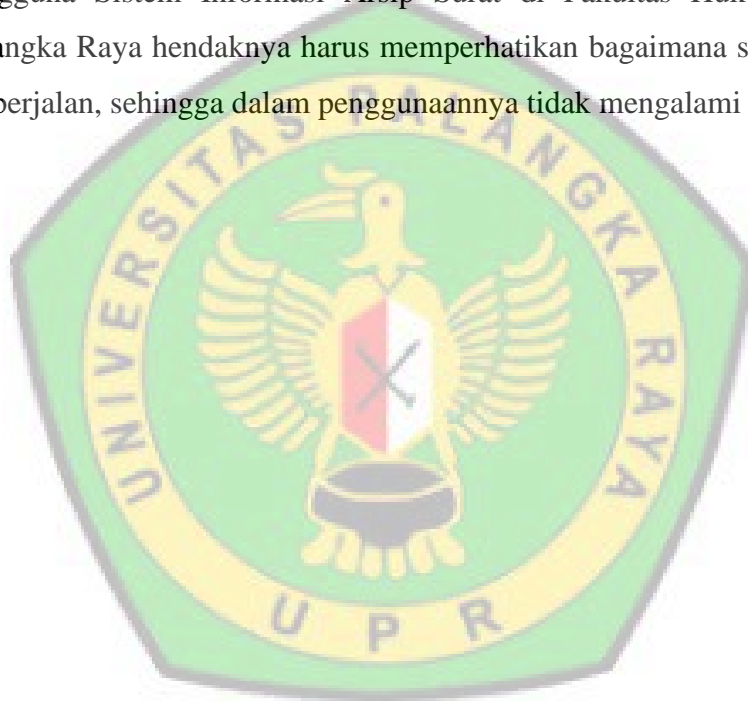 Sistem Informasi Arsip Surat di Fakultas
Raya hendaknya harus memperhatikan bagaimana
berjalan, sehingga dalam penggunaannya tidak mengalami
UNIVERSITAS PALANGKA RAYA
UPR